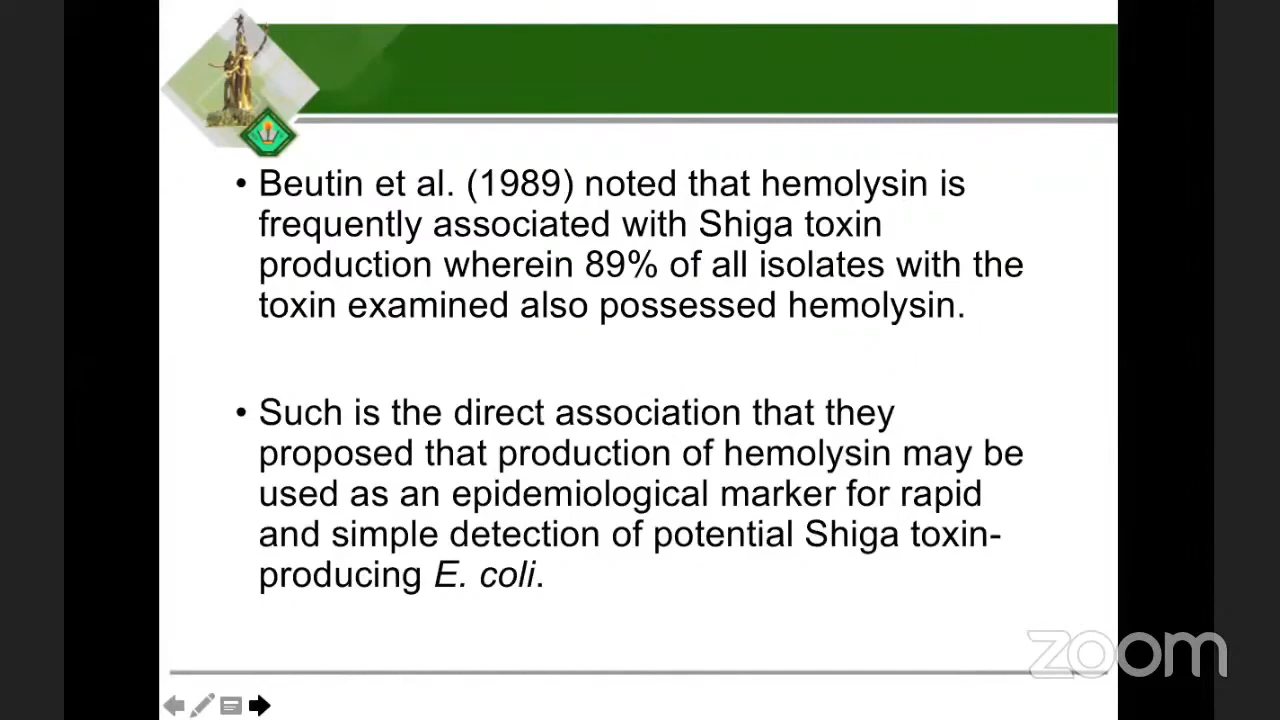 • Beutin et al. (1989) noted that hemolysin is
frequently associated with Shiga toxin
production wherein 89% of all isolates with the
toxin examined also possessed hemolysin.
• Such is the direct association that they
proposed that production of hemolysin may be
used as an epidemiological marker for rapid
and simple detection of potential Shiga toxin-
producing E. coli.
zoom